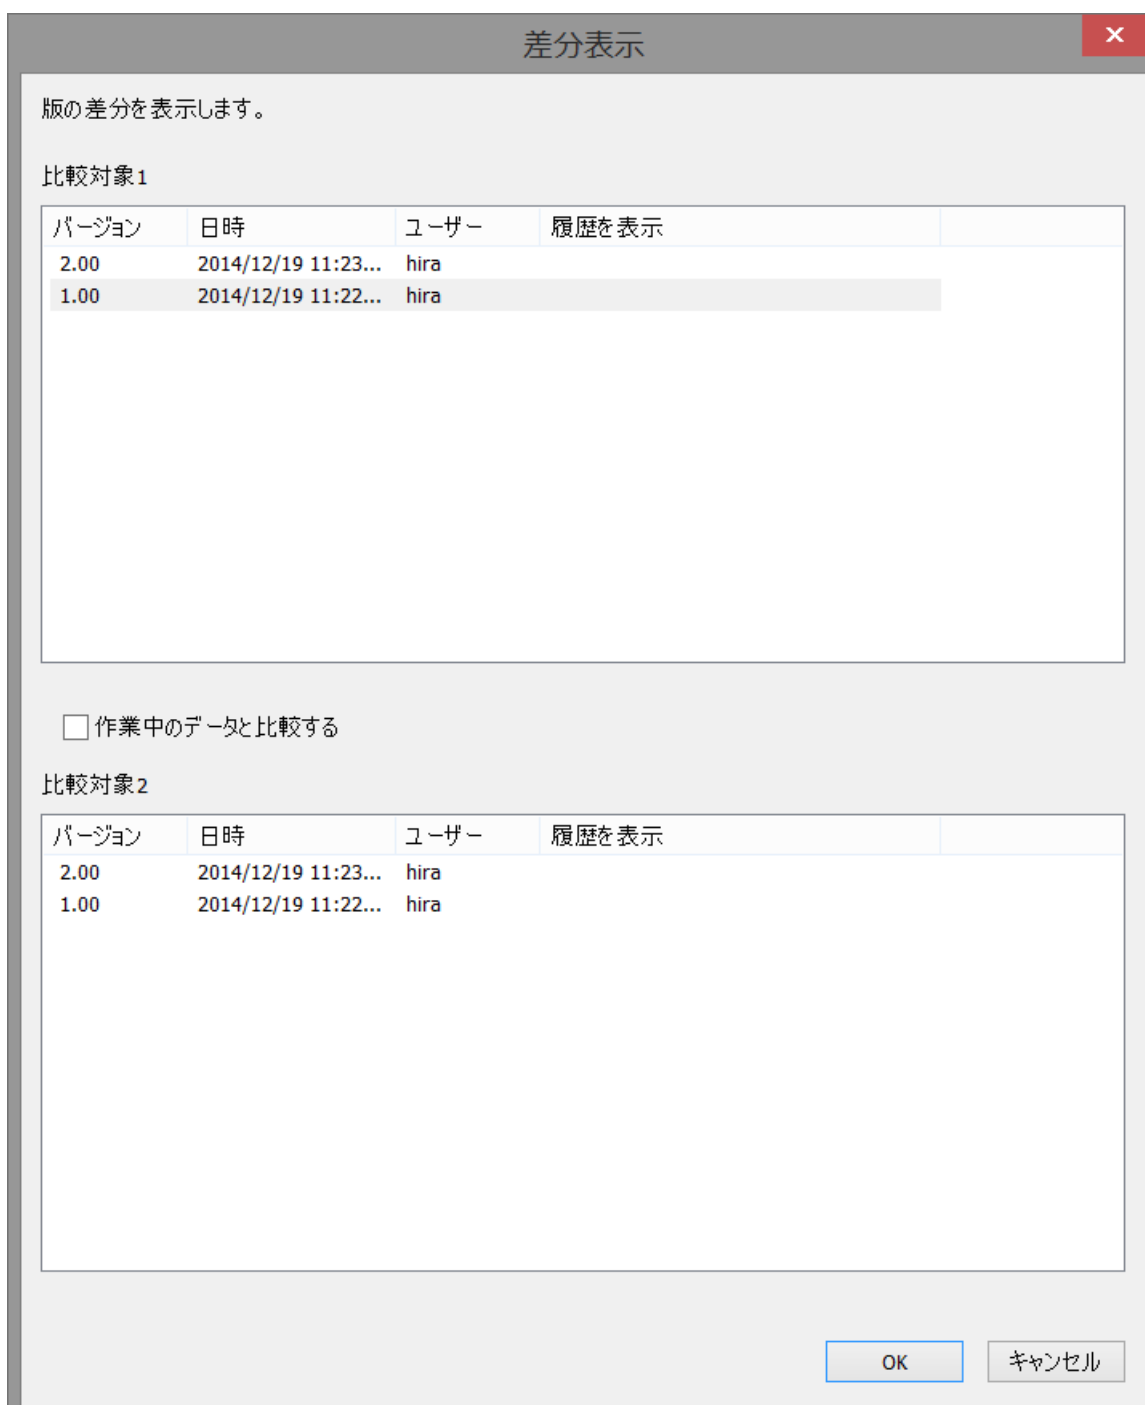 差分表示
版の差分を表示します。
比較対象1
バージョン 日時 ユーザー 履歴を表示
2.00 2014/12/19 11:23... hira
1.00 2014/12/19 11:22... hira
作業中のデータと比較する
比較対象2
バージョン 日時 ユーザー 履歴を表示
2.00 2014/12/19 11:23... hira
1.00 2014/12/19 11:22... hira
OK キャンセル